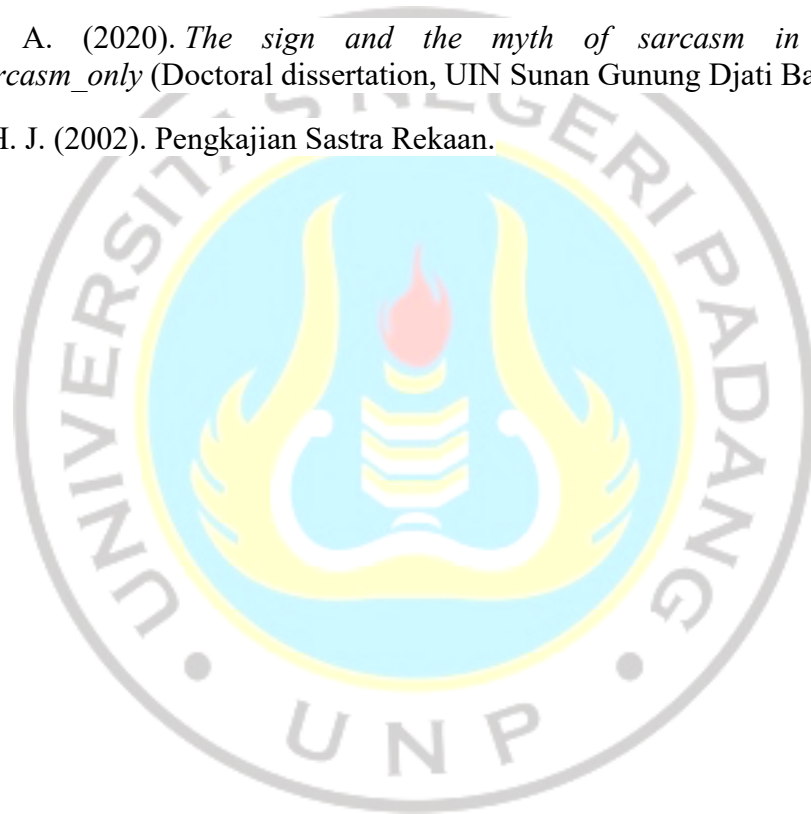 A. (2020). The sign and the myth of sarcasm in
rcasm_only (Doctoral dissertation, UIN Sunan Gunung Djati Ba
H. J. (2002). Pengkajian Sastra Rekaan.
UNIVERSITAS NEGERI PADANG
UNP